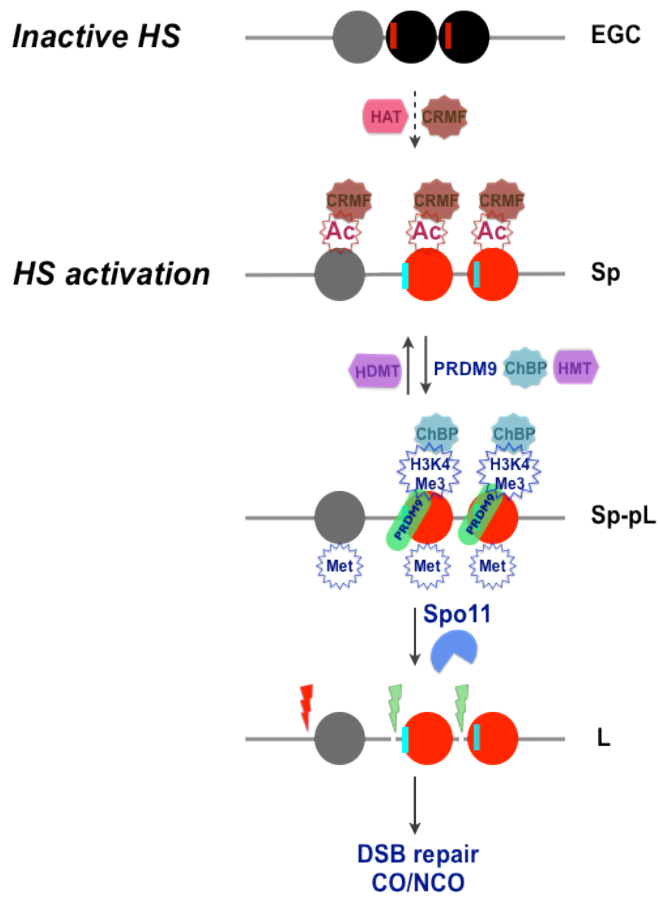 Inactive HS
EGC
HAT
CRMF
CRMF
CRMF
CRMF
Ac
Ac
Ac
HS activation
Sp
HDMT
PRDM9
ChBP
HMT
ChBP
ChBP
H3K4
Me3
H3K4
Me3
PRDM9
PRDM9
Sp-pL
Met
Met
Met
Spo11
L
DSB repair
CO/NCO